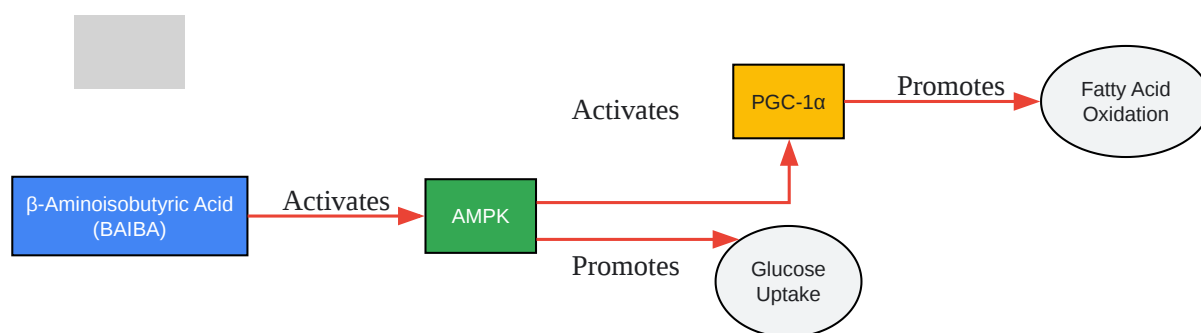 β-Aminoisobutyric Acid
(BAIBA)
Activates
AMPK
Activates
PGC-1α
Promotes
Fatty Acid
Oxidation
Promotes
Glucose
Uptake